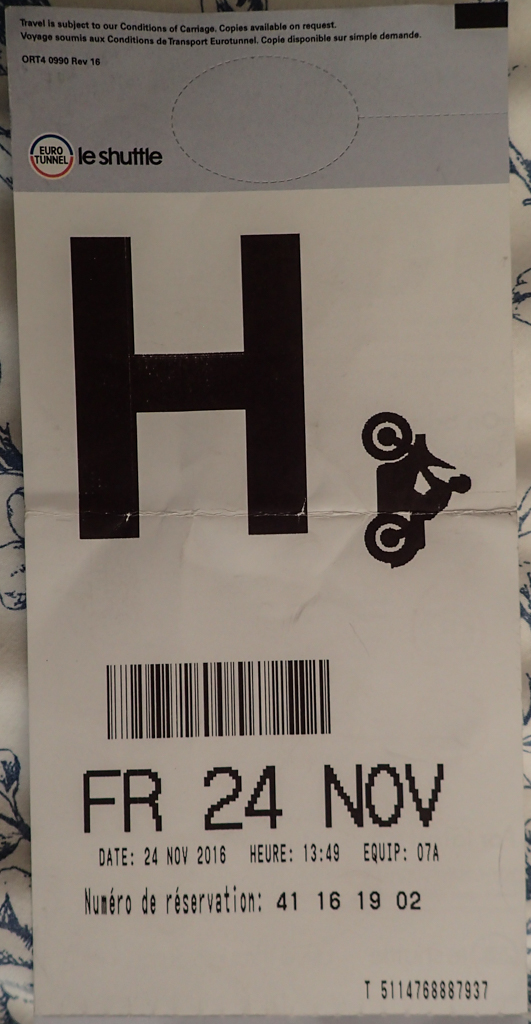 Travel is subject to our Conditions of Carriage. Copies available on request.
Voyage soumis aux Conditions de Transport Eurotunnel. Copie disponible sur simple demande.
ORT4 0990 Rev 16
EURO
TUNNEL
le shuttle
H
FR 24 NOV
DATE: 24 NOV 2016 HEURE: 13:49 EQUIP: 07A
Numéro de réservation: 41 16 19 02
T 5114768887937